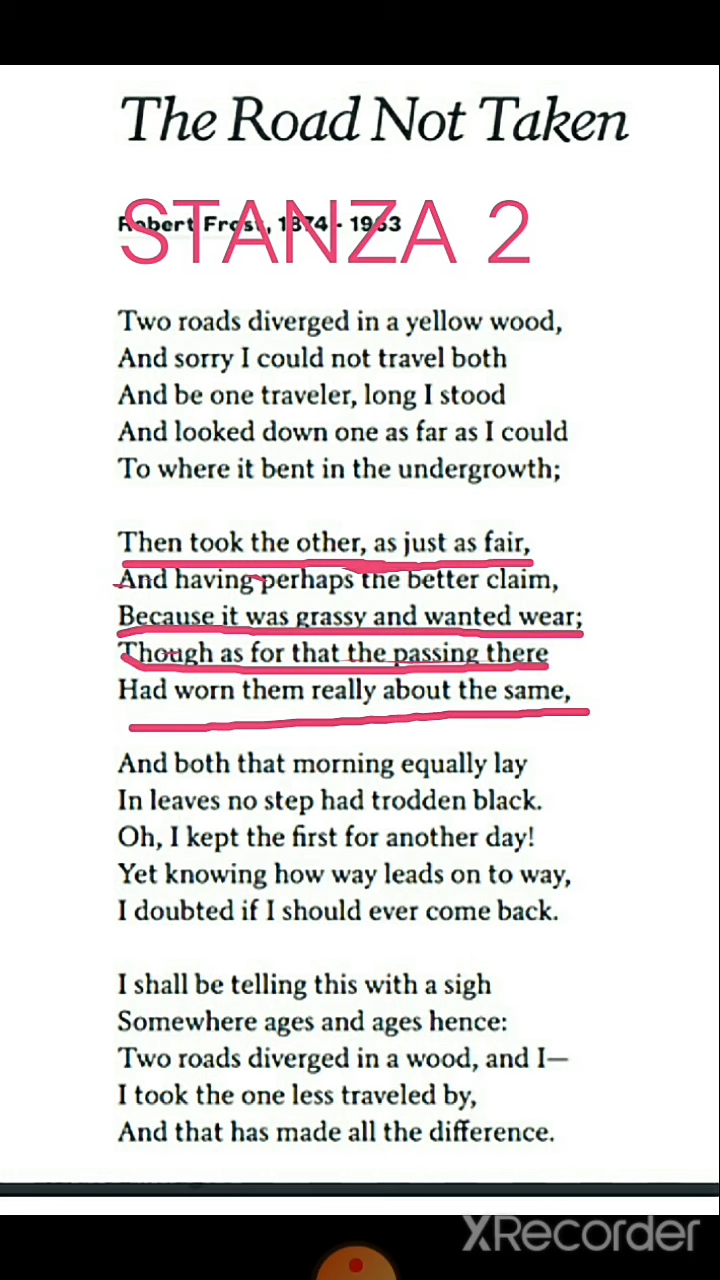 The Road Not Taken
STANZA 2
Robert Frost, 1874 - 1963
Two roads diverged in a yellow wood,
And sorry I could not travel both
And be one traveler, long I stood
And looked down one as far as I could
To where it bent in the undergrowth;
Then took the other, as just as fair,
And having perhaps the better claim,
Because it was grassy and wanted wear;
Though as for that the passing there
Had worn them really about the same,
And both that morning equally lay
In leaves no step had trodden black.
Oh, I kept the first for another day!
Yet knowing how way leads on to way,
I doubted if I should ever come back.
I shall be telling this with a sigh
Somewhere ages and ages hence:
Two roads diverged in a wood, and I—
I took the one less traveled by,
And that has made all the difference.
XRecorder